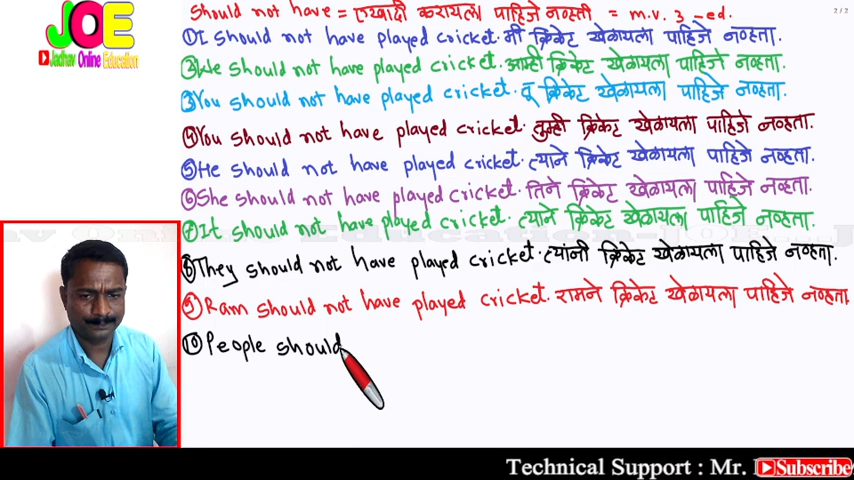 JOE
Jadhav Online Education
2/2
Should not have = एखादी करायला पाहिजे नव्हती = m.v. 3 -ed.
① I should not have played cricket. मी क्रिकेट खेळायला पाहिजे नव्हता.
② We should not have played cricket. आम्ही क्रिकेट खेळायला पाहिजे नव्हता.
③ You should not have played cricket. तू क्रिकेट खेळायला पाहिजे नव्हता.
④ You should not have played cricket. तुम्ही क्रिकेट खेळायला पाहिजे नव्हता.
⑤ He should not have played cricket. त्याने क्रिकेट खेळायला पाहिजे नव्हता.
⑥ She should not have played cricket. तिने क्रिकेट खेळायला पाहिजे नव्हता.
⑦ It should not have played cricket. त्याने क्रिकेट खेळायला पाहिजे नव्हता.
⑧ They should not have played cricket. त्यांनी क्रिकेट खेळायला पाहिजे नव्हता.
⑨ Ram should not have played cricket. रामने क्रिकेट खेळायला पाहिजे नव्हता
⑩ People should
Technical Support : Mr.
Subscribe